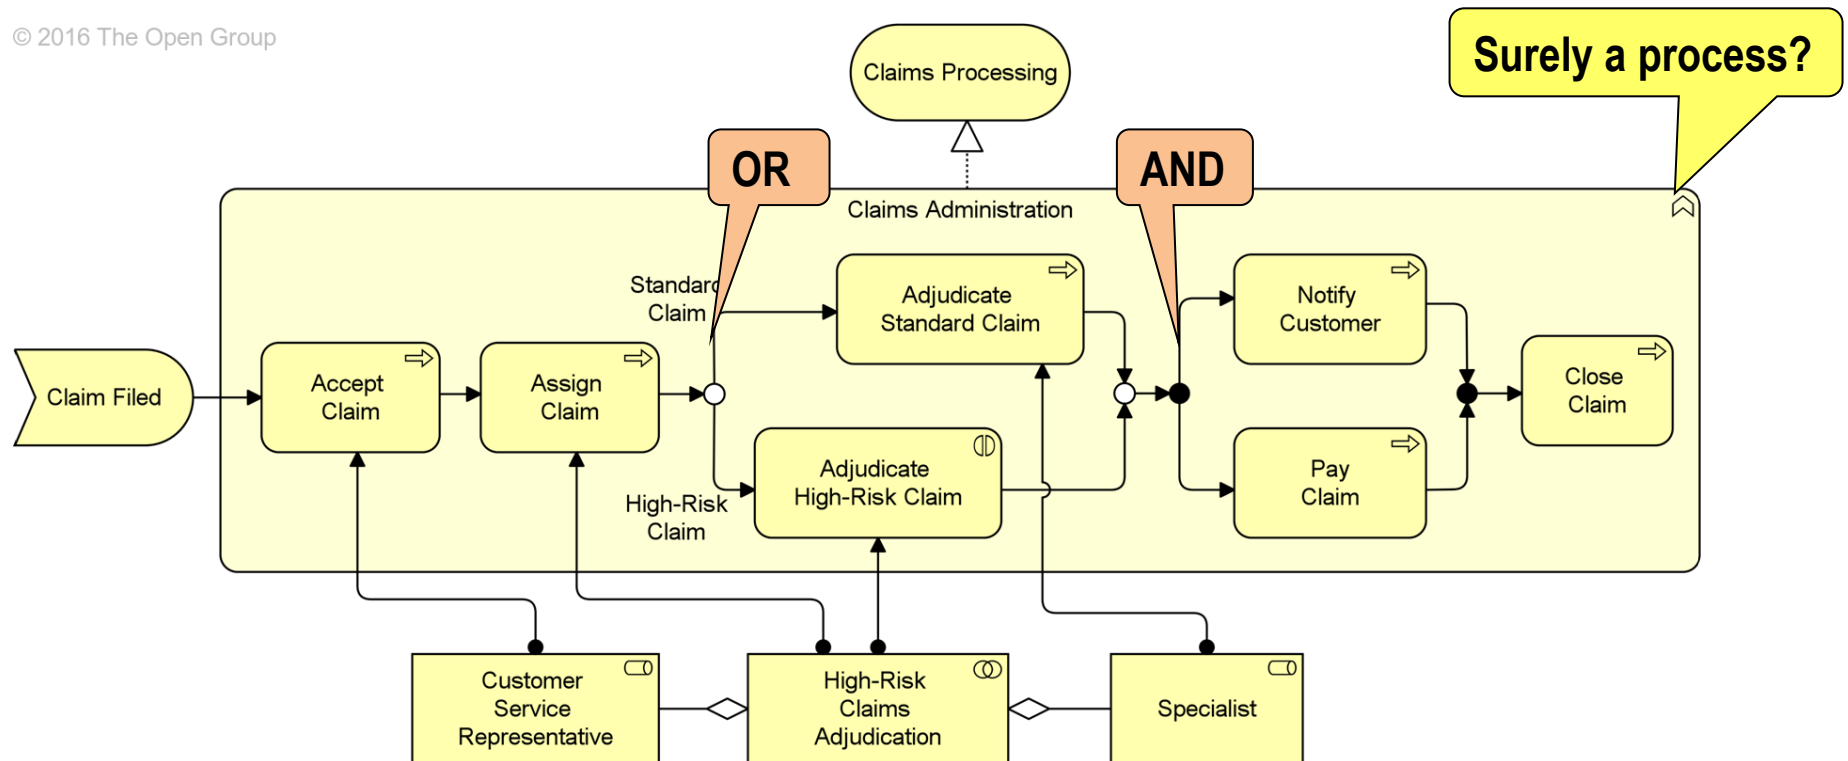 © 2016 The Open Group
Surely a process?
Claims Processing
OR
AND
Claims Administration
Standard
Claim
Adjudicate
Standard Claim
Notify
Customer
Claim Filed
Accept
Claim
Assign
Claim
Close
Claim
Adjudicate
High-Risk Claim
High-Risk
Claim
Pay
Claim
Customer
Service
Representative
High-Risk
Claims
Adjudication
Specialist